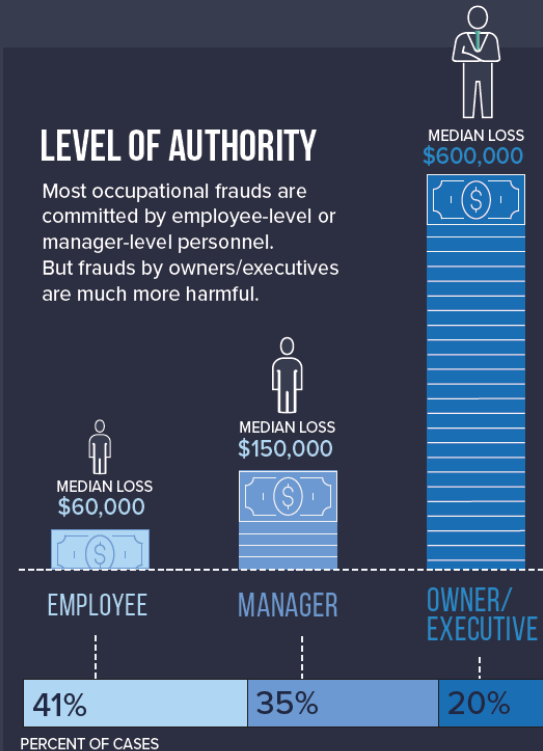 LEVEL OF AUTHORITY
Most occupational frauds are
committed by employee-level or
manager-level personnel.
But frauds by owners/executives
are much more harmful.
MEDIAN LOSS
$600,000
$
MEDIAN LOSS
$150,000
$
MEDIAN LOSS
$60,000
$
EMPLOYEE
MANAGER
OWNER/
EXECUTIVE
41%
35%
20%
PERCENT OF CASES